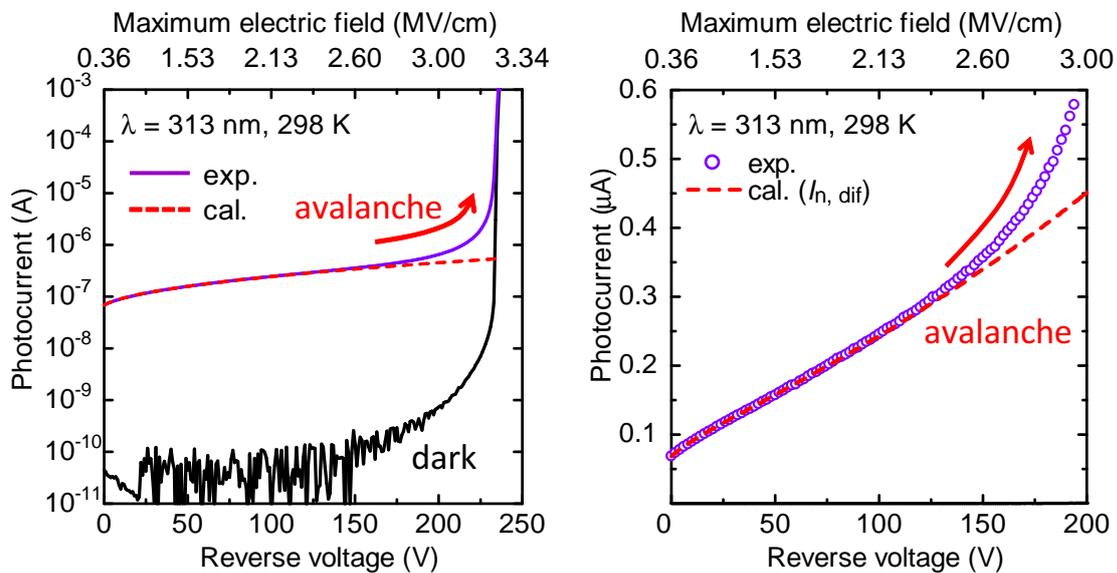 Maximum electric field (MV/cm)
0.36 1.53 2.13 2.60 3.00 3.34
10-3
10-4
10-5
10-6
10-7
10-8
10-9
10-10
10-11
Photocurrent (A)
λ = 313 nm, 298 K
exp.
cal.
avalanche
dark
0 50 100 150 200 250
Reverse voltage (V)
Maximum electric field (MV/cm)
0.36 1.53 2.13 2.60 3.00
0.6
0.5
0.4
0.3
0.2
0.1
Photocurrent (μA)
λ = 313 nm, 298 K
exp.
cal. (In, dif)
avalanche
0 50 100 150 200
Reverse voltage (V)